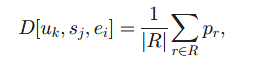 D[u_k, s_j, e_i] = \frac{1}{|R|} \sum_{r \in R} p_r,